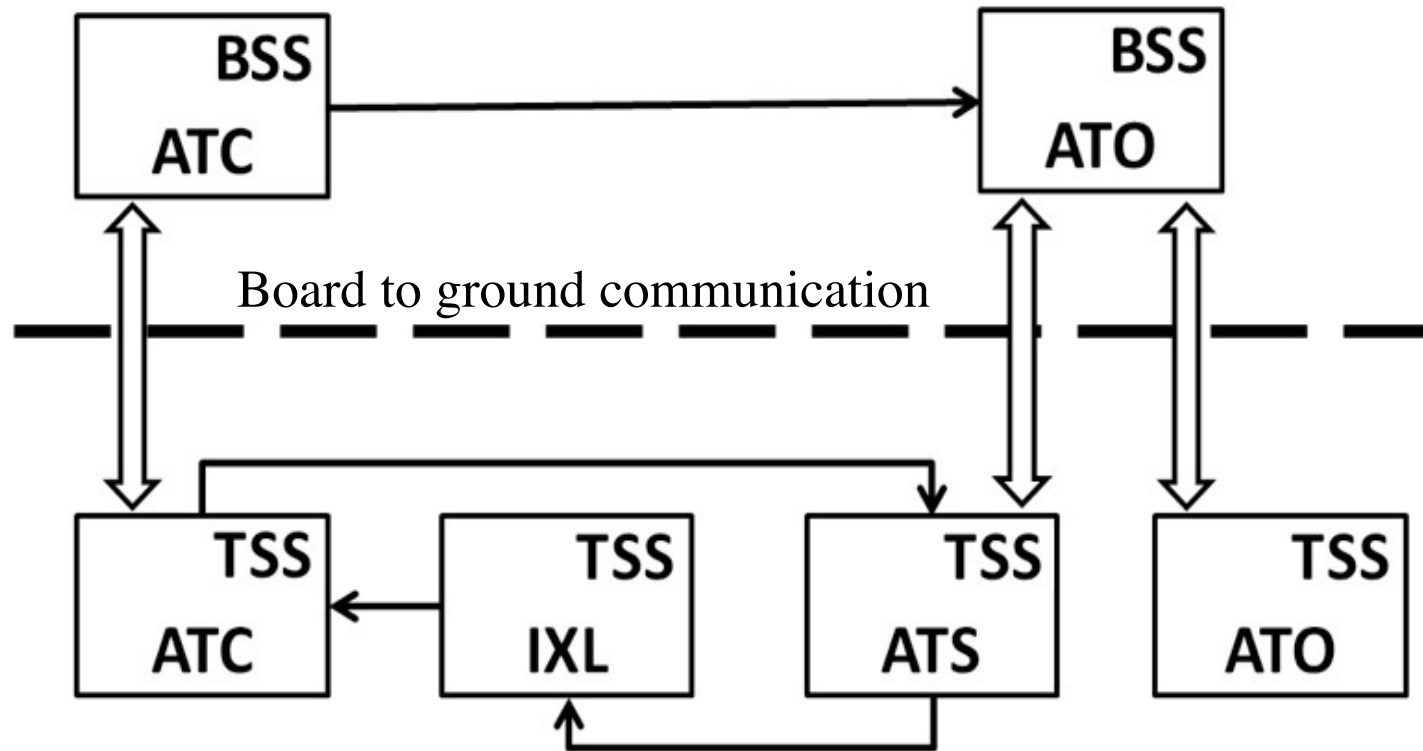 BSS
ATC
BSS
ATO
Board to ground communication
TSS
ATC
TSS
IXL
TSS
ATS
TSS
ATO